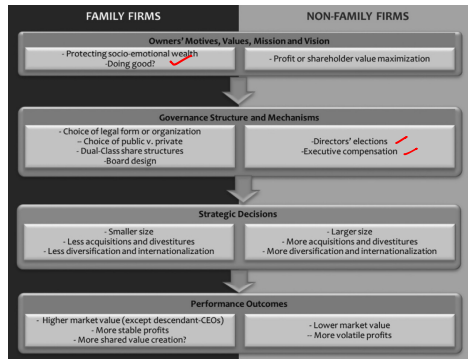 FAMILY FIRMS
NON-FAMILY FIRMS
Owners' Motives, Values, Mission and Vision
- Protecting socio-emotional wealth
-Doing good?
- Profit or shareholder value maximization
Governance Structure and Mechanisms
- Choice of legal form or organization
– Choice of public v. private
- Dual-Class share structures
- Board design
-Directors' elections
-Executive compensation
Strategic Decisions
- Smaller size
- Less acquisitions and divestitures
- Less diversification and internationalization
- Larger size
- More acquisitions and divestitures
- More diversification and internationalization
Performance Outcomes
- Higher market value (except descendant-CEOs)
- More stable profits
- More shared value creation?
- Lower market value
– More volatile profits